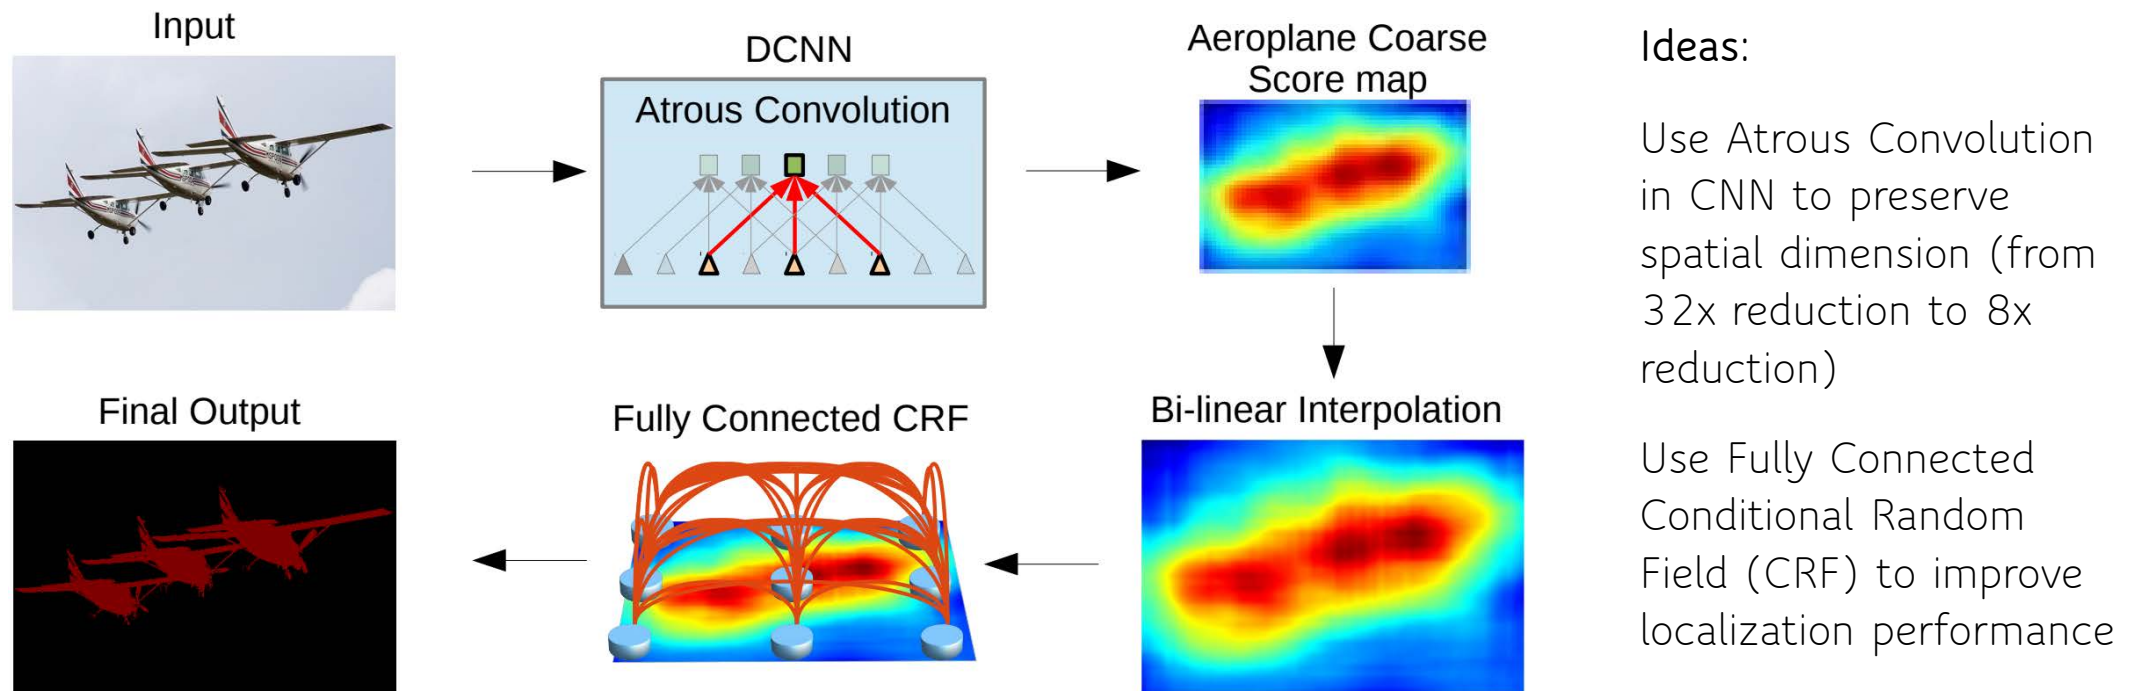 Input
DCNN
Atrous Convolution
Aeroplane Coarse
Score map
Bi-linear Interpolation
Fully Connected CRF
Final Output
Ideas:
Use Atrous Convolution
in CNN to preserve
spatial dimension (from
32x reduction to 8x
reduction)
Use Fully Connected
Conditional Random
Field (CRF) to improve
localization performance